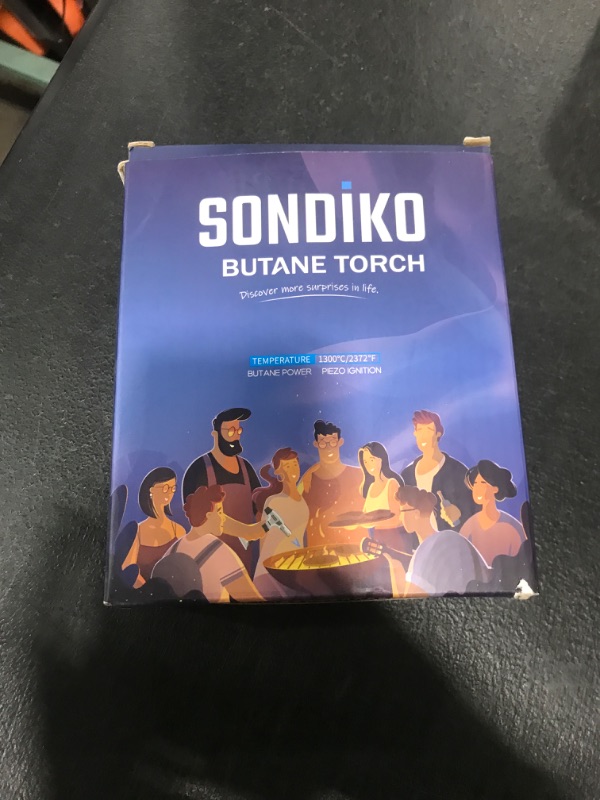 SONDIKO
BUTANE TORCH
Discover more surprises in life.
TEMPERATURE 1300°C/2372°F
BUTANE POWER PIEZO IGNITION